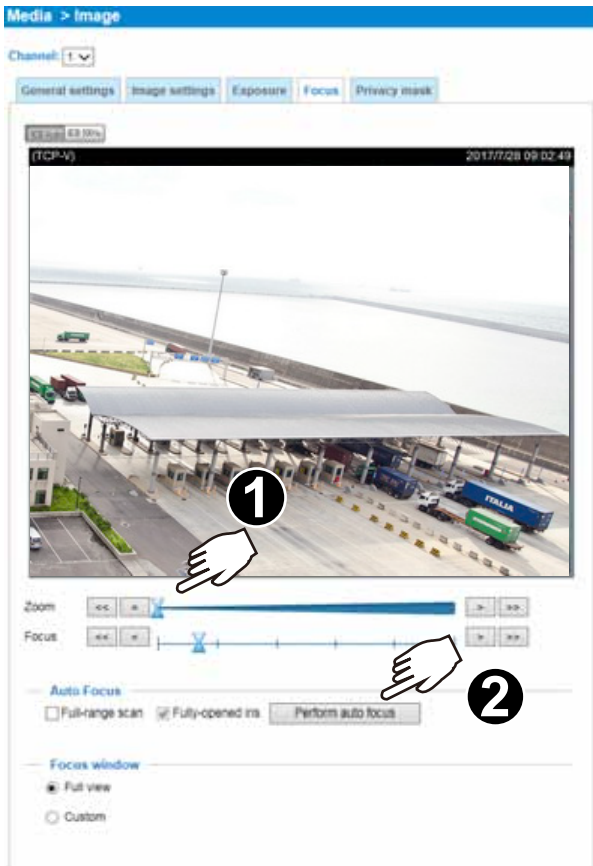 Media > Image
Channel: 1
General settings Image settings Exposure Focus Privacy mask
(TCP-V) 2017/7/28 09:02:49
ITALIA
1
Zoom << < > >>
Focus << < > >>
2
Auto Focus
Full-range scan Fully-opened iris Perform auto focus
Focus window
Full view
Custom